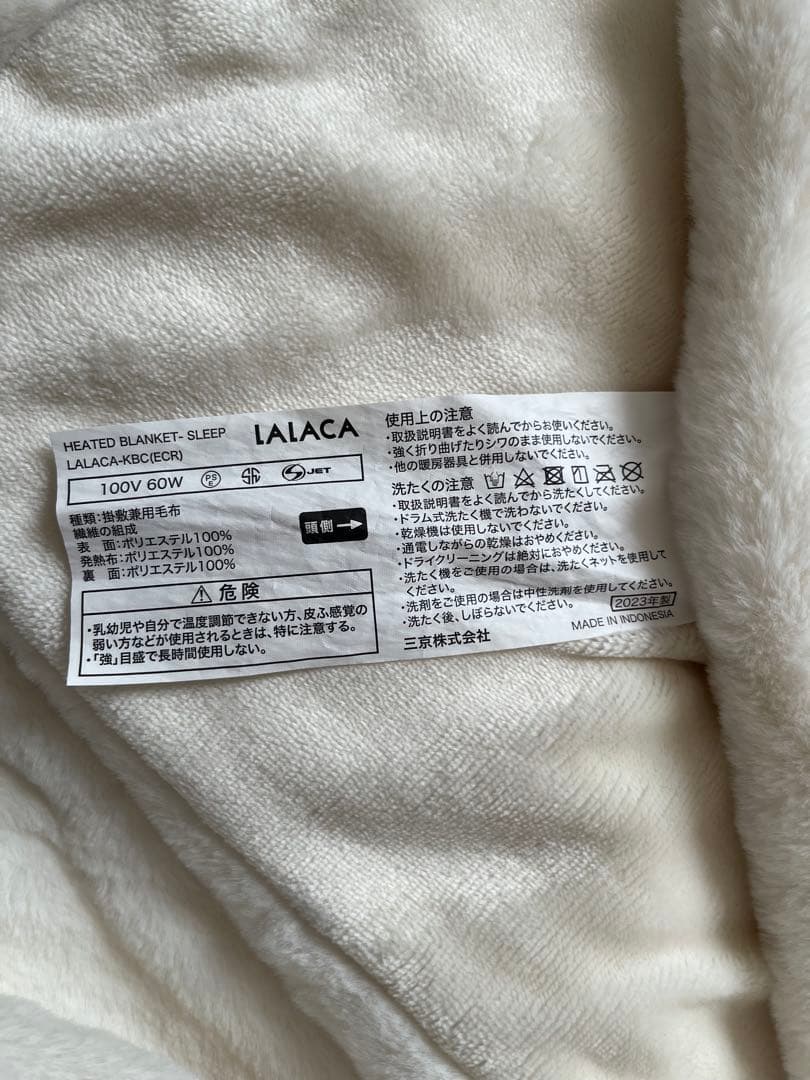 HEATED BLANKET- SLEEP LALACA
LALACA-KBC(ECR)
100V 60W PSE JET
種類:掛敷兼用毛布
繊維の組成
表 面:ポリエステル100%
発熱布:ポリエステル100%
裏 面:ポリエステル100%
頭側→
危険
・乳幼児や自分で温度調節できない方、皮ふ感覚の
弱い方などが使用されるときは、特に注意する。
・「強」目盛で長時間使用しない。
使用上の注意
・取扱説明書をよく読んでからお使いください。
・強く折り曲げたりシワのまま使用しないでください。
・他の暖房器具と併用しないでください。
洗たくの注意
・取扱説明書をよく読んでから洗たくしてください。
・ドラム式洗たく機で洗わないでください。
・乾燥機は使用しないでください。
・通電しながらの乾燥はおやめください。
・ドライクリーニングは絶対におやめください。
・洗たく機をご使用の場合は、洗たくネットを使用して
ください。
・洗剤をご使用の場合は中性洗剤を使用してください。
・洗たく後、しぼらないでください。
2023年製
三京株式会社 MADE IN INDONESIA